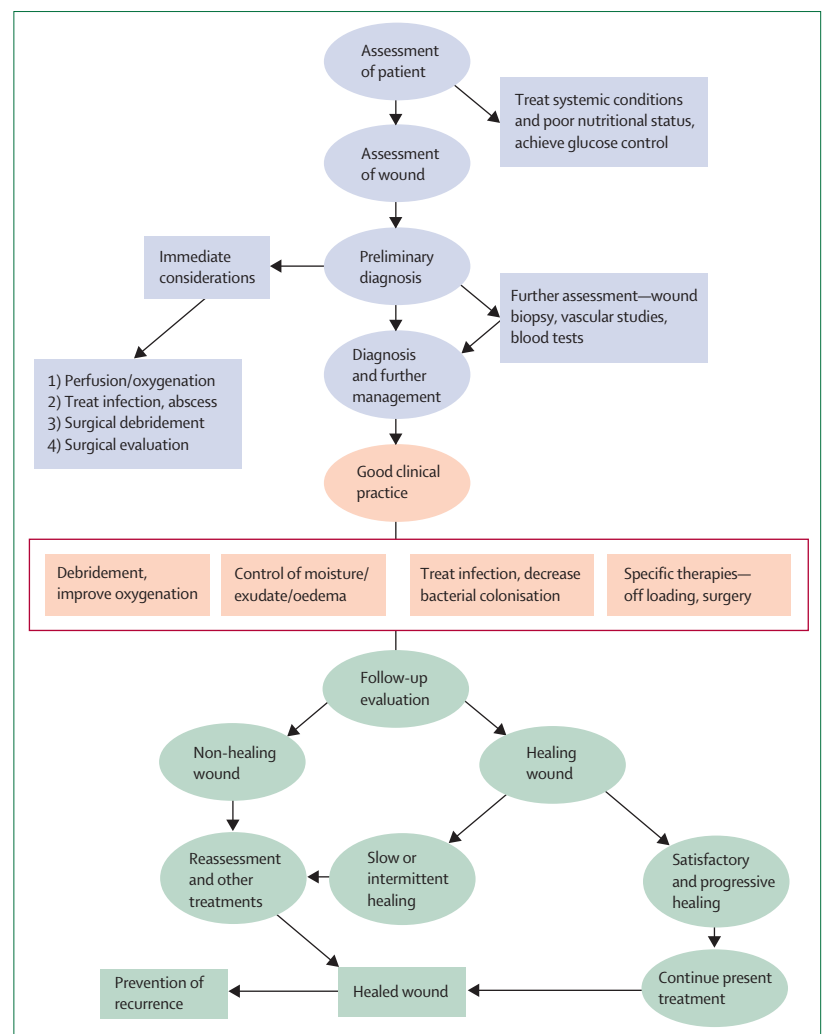 Assessment
of patient
Treat systemic conditions
and poor nutritional status,
achieve glucose control
Assessment
of wound
Immediate
considerations
Preliminary
diagnosis
Further assessment—wound
biopsy, vascular studies,
blood tests
Diagnosis
and further
management
1) Perfusion/oxygenation
2) Treat infection, abscess
3) Surgical debridement
4) Surgical evaluation
Good clinical
practice
Debridement,
improve oxygenation
Control of moisture/
exudate/oedema
Treat infection, decrease
bacterial colonisation
Specific therapies—
off loading, surgery
Follow-up
evaluation
Non-healing
wound
Healing
wound
Reassessment
and other
treatments
Slow or
intermittent
healing
Satisfactory
and progressive
healing
Prevention of
recurrence
Healed wound
Continue present
treatment